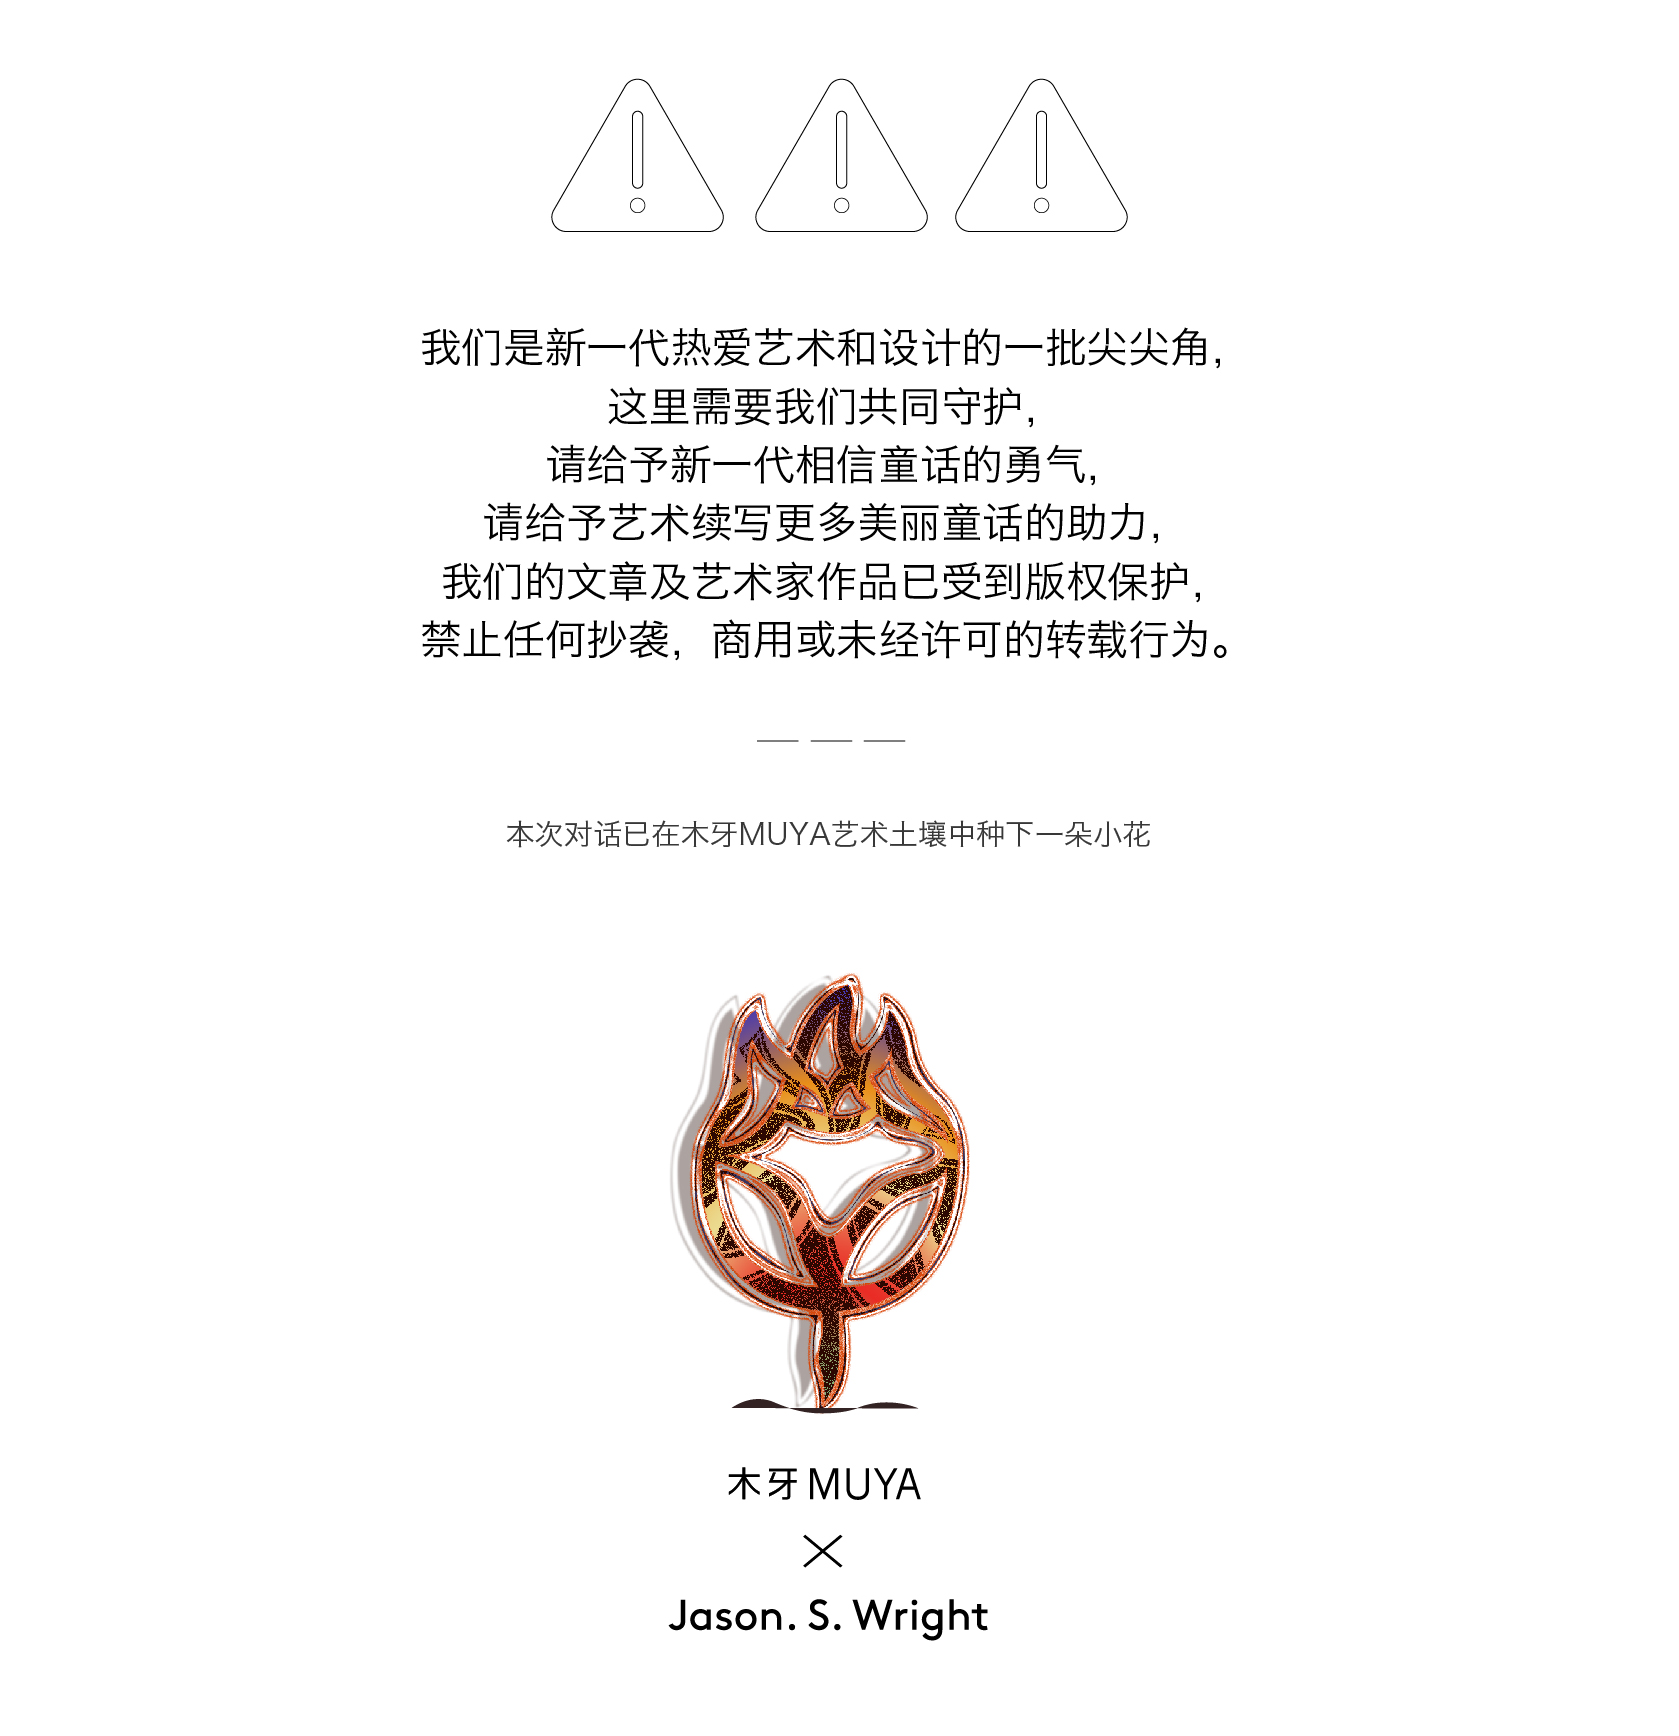 我们是新一代热爱艺术和设计的一批尖尖角，
这里需要我们共同守护，
请给予新一代相信童话的勇气，
请给予艺术续写更多美丽童话的助力，
我们的文章及艺术家作品已受到版权保护，
禁止任何抄袭，商用或未经许可的转载行为。
本次对话已在木牙MUYA艺术土壤中种下一朵小花
木牙MUYA
Jason. S. Wright